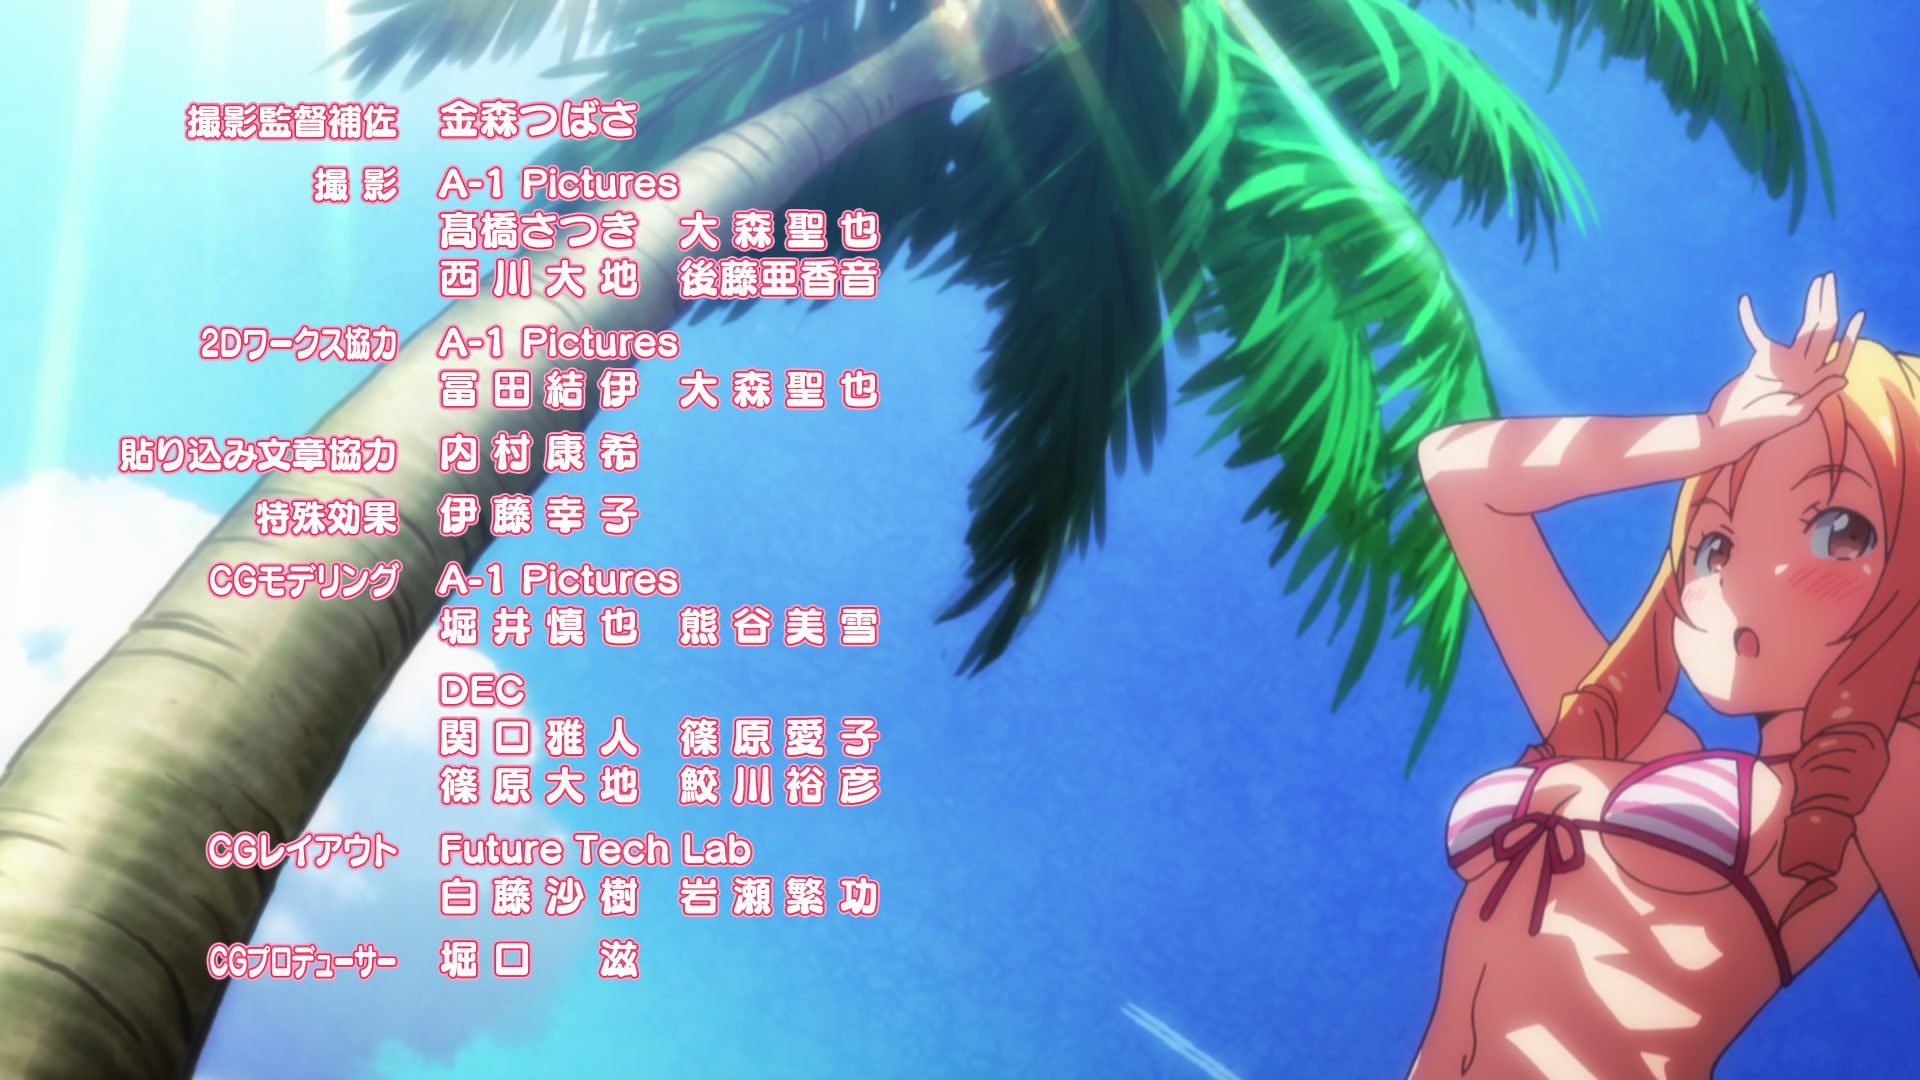 撮影監督補佐 金森つばさ
撮影 A-1 Pictures
髙橋さつき 大森聖也
西川大地 後藤亜香音
2Dワークス協力 A-1 Pictures
冨田結伊 大森聖也
貼り込み文章協力 内村康希
特殊効果 伊藤幸子
CGモデリング A-1 Pictures
堀井慎也 熊谷美雪
DEC
関口雅人 篠原愛子
篠原大地 鮫川裕彦
CGレイアウト Future Tech Lab
白藤沙樹 岩瀬繁功
CGプロデューサー 堀口 滋